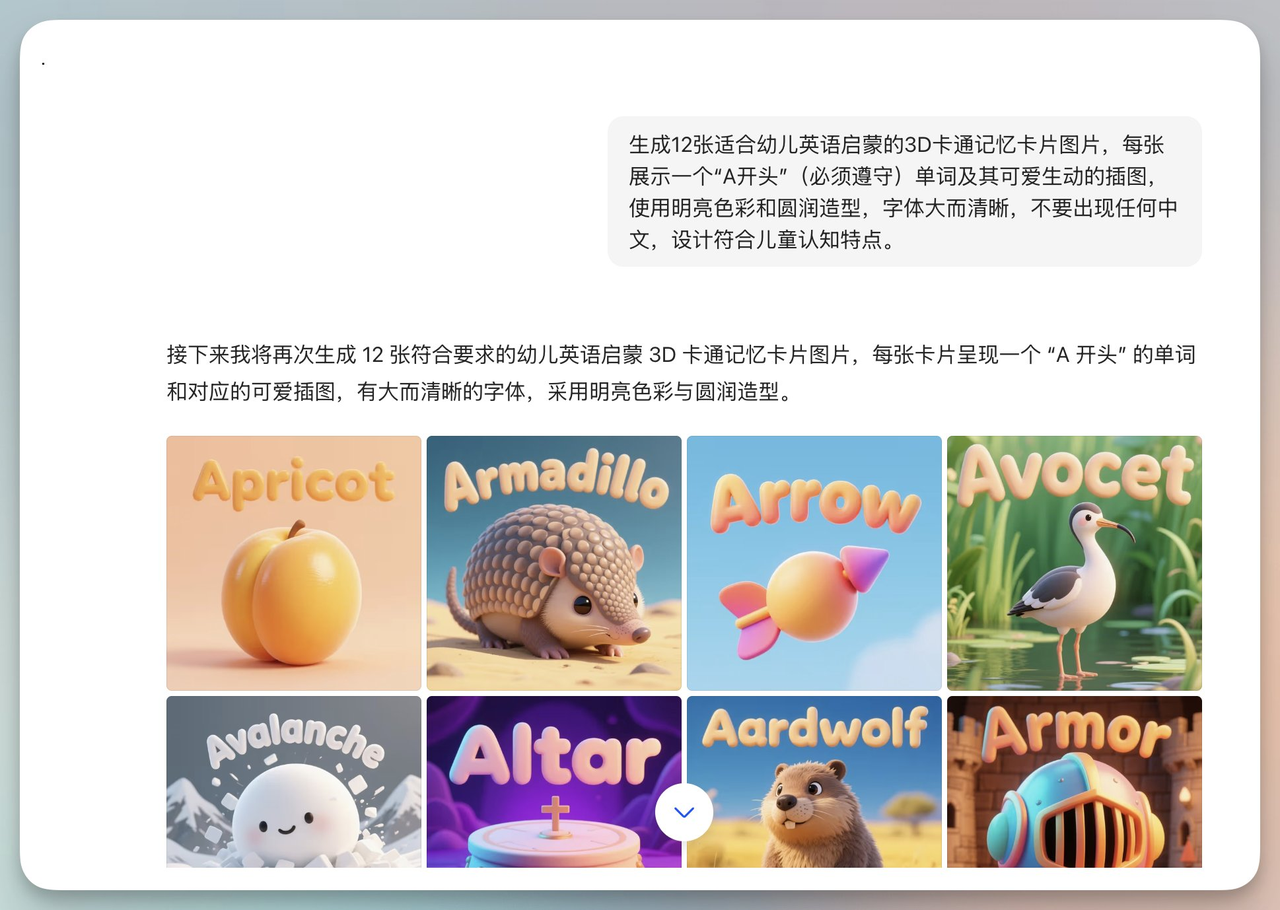 生成12张适合幼儿英语启蒙的3D卡通记忆卡片图片，每张
展示一个“A开头”（必须遵守）单词及其可爱生动的插图，
使用明亮色彩和圆润造型，字体大而清晰，不要出现任何中
文，设计符合儿童认知特点。
接下来我将再次生成 12 张符合要求的幼儿英语启蒙 3D 卡通记忆卡片图片，每张卡片呈现一个 “A 开头” 的单词
和对应的可爱插图，有大而清晰的字体，采用明亮色彩与圆润造型。
Apricot
Armadillo
Arrow
Avocet
Avalanche
Altar
Aardwolf
Armor